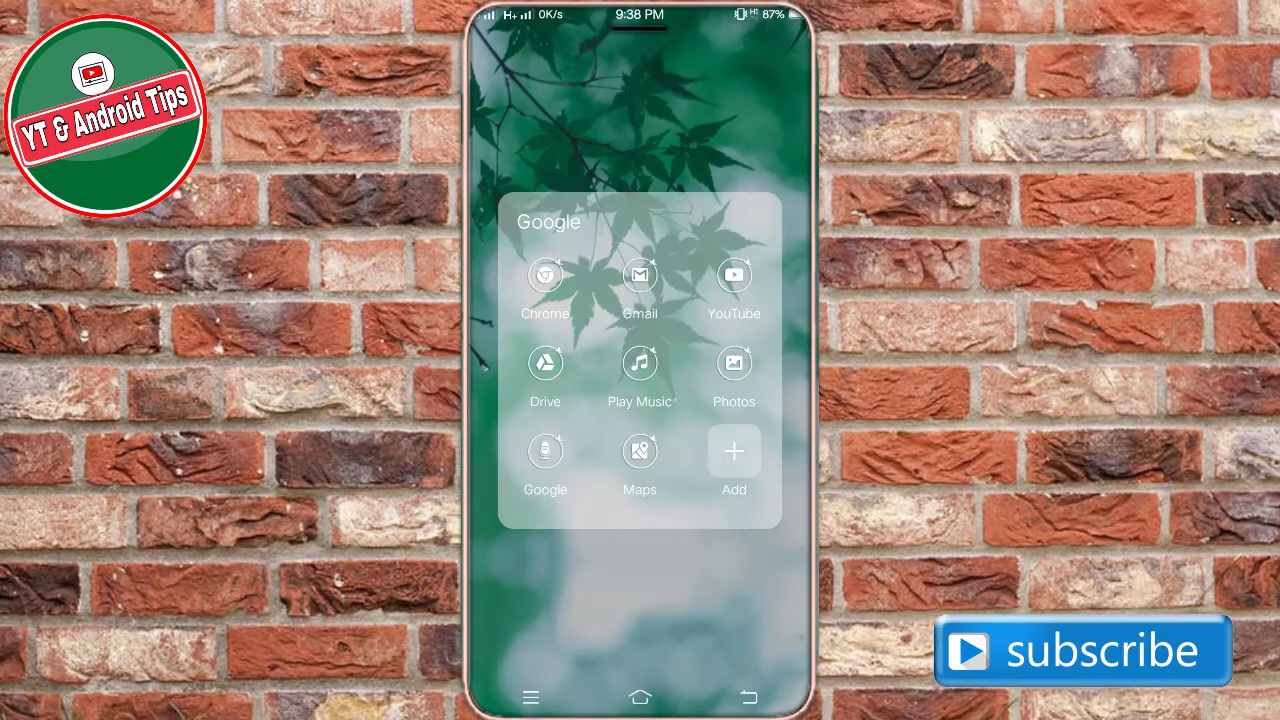 YT & Android Tips
H+ 0K/s 9:38 PM H+ 87%
Google
Chrome Gmail YouTube
Drive Play Music Photos
Google Maps Add
subscribe